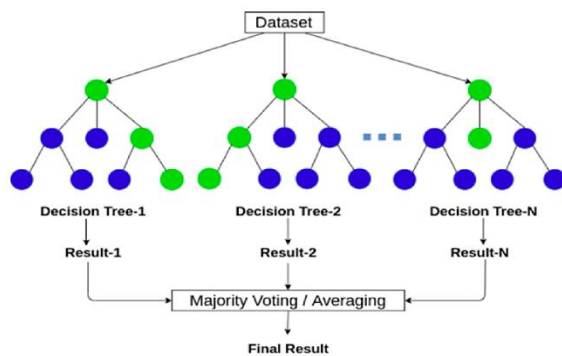 Dataset
Decision Tree-1
Decision Tree-2
Decision Tree-N
Result-1
Result-2
Result-N
Majority Voting / Averaging
Final Result